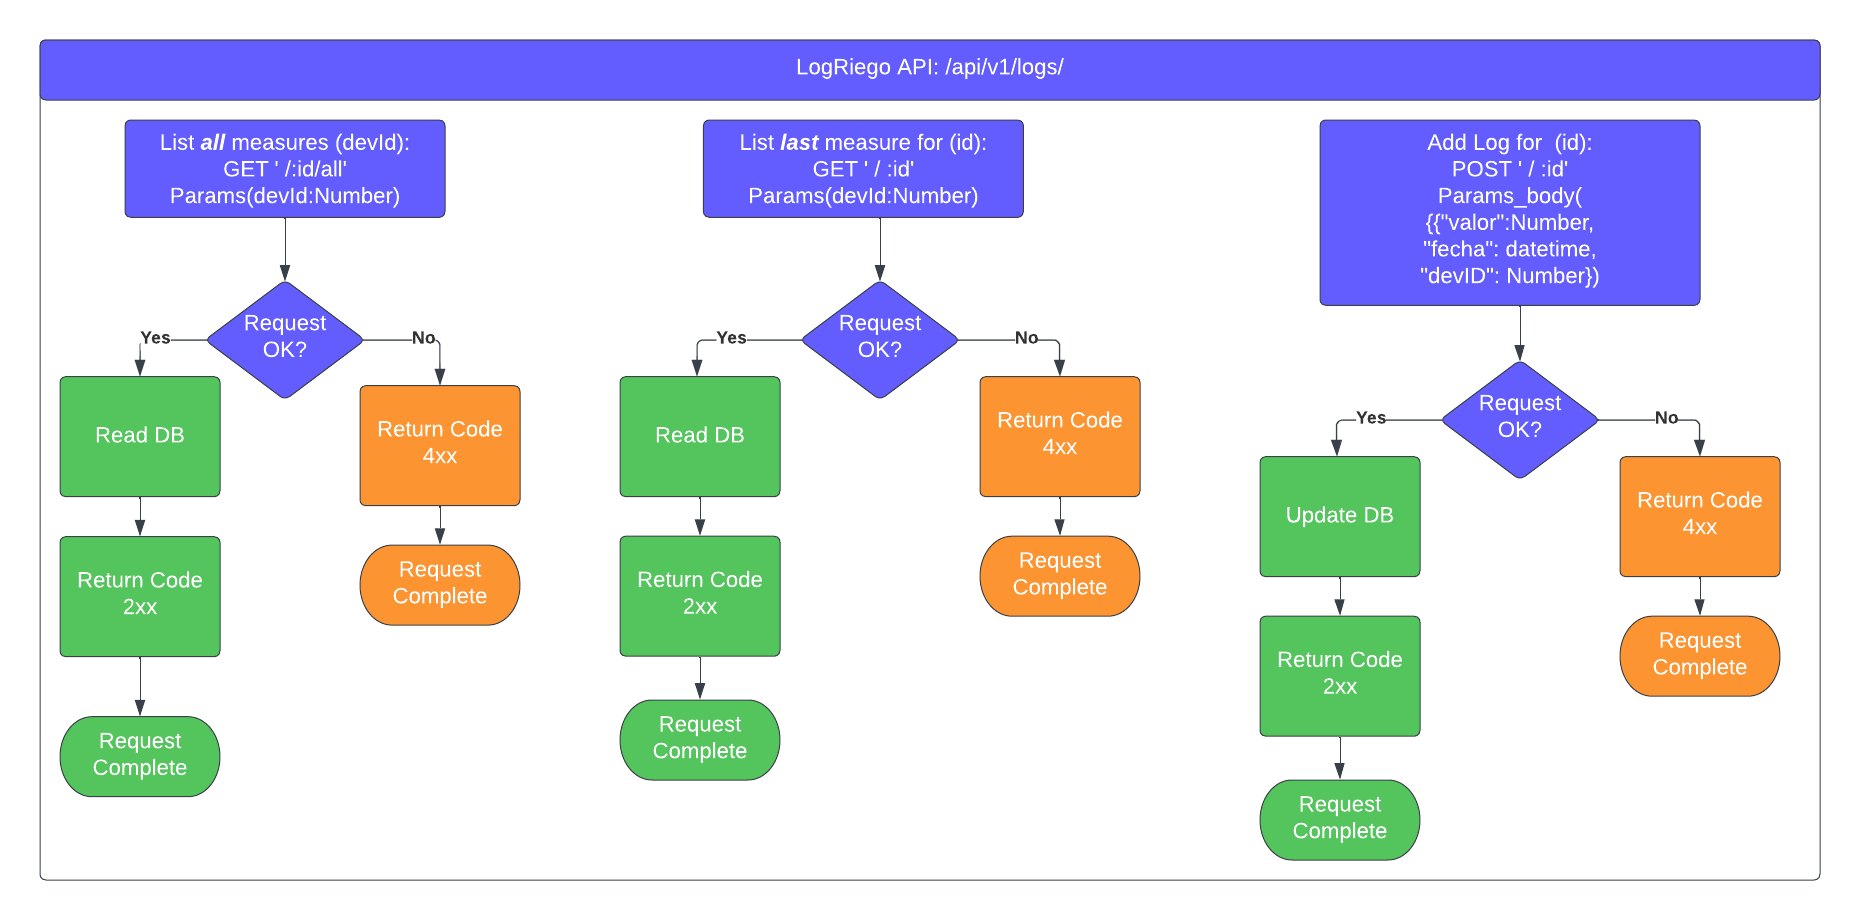 LogRiego API: /api/v1/logs/
List all measures (devId):
GET ' /:id/all'
Params(devId:Number)
Request
OK?
Yes
No
Read DB
Return Code
4xx
Return Code
2xx
Request
Complete
Request
Complete
List last measure for (id):
GET ' / :id'
Params(devId:Number)
Request
OK?
Yes
No
Read DB
Return Code
4xx
Return Code
2xx
Request
Complete
Request
Complete
Add Log for  (id):
POST ' / :id'
Params_body(
{{"valor":Number,
"fecha": datetime,
"devID": Number})
Request
OK?
Yes
No
Update DB
Return Code
4xx
Return Code
2xx
Request
Complete
Request
Complete